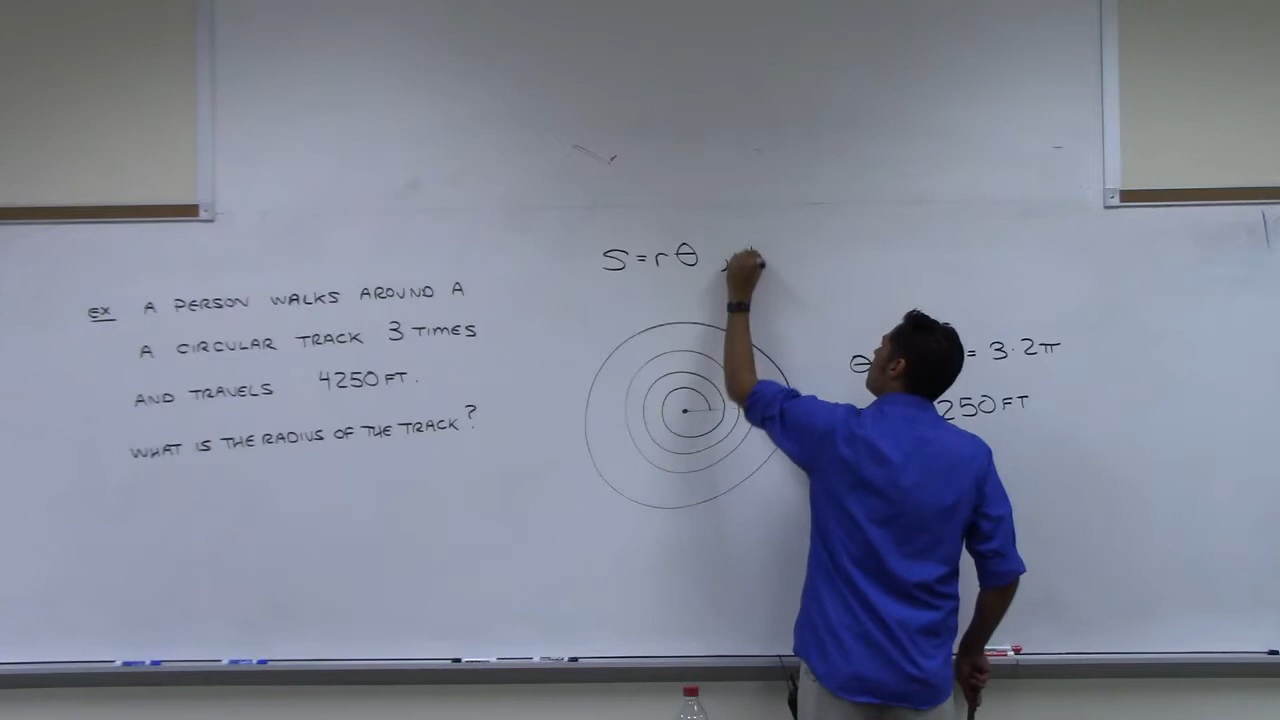 EX A PERSON WALKS AROUND A
A CIRCULAR TRACK 3 TIMES
AND TRAVELS 4250 FT.
WHAT IS THE RADIUS OF THE TRACK?
S = r θ
θ = 3·2π
250 FT